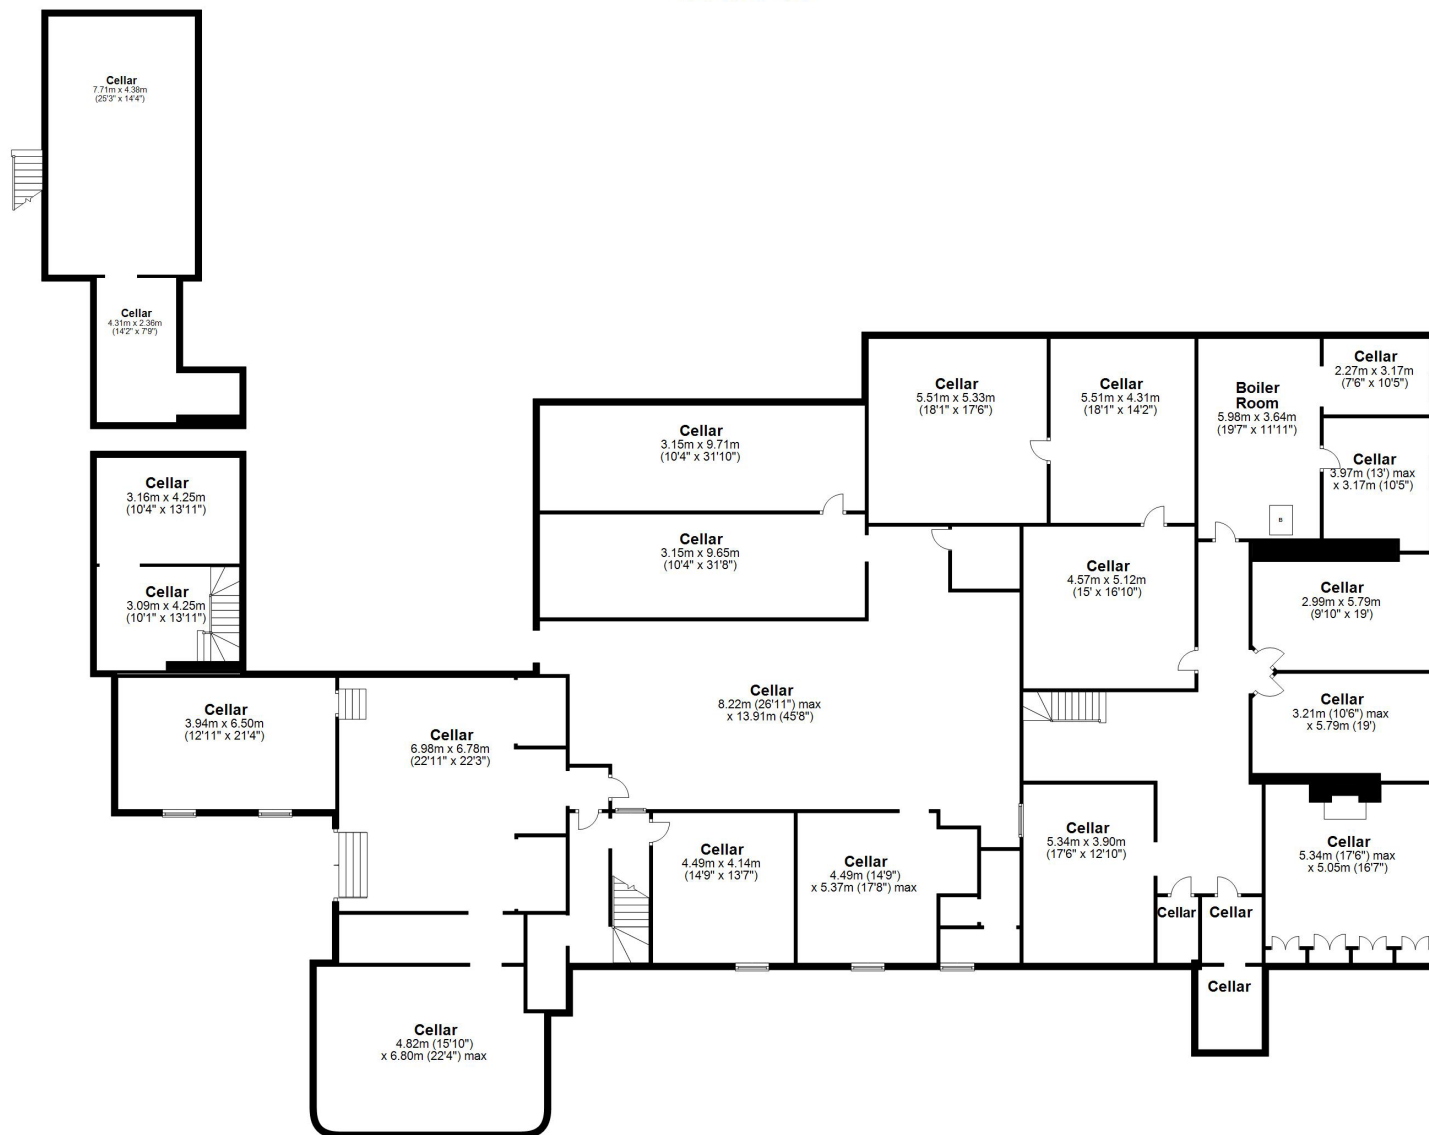 Cellar
7.71m x 4.38m
(25'3" x 14'4")
Cellar
4.31m x 2.36m
(14'2" x 7'9")
Cellar
3.16m x 4.25m
(10'4" x 13'11")
Cellar
3.09m x 4.25m
(10'1" x 13'11")
Cellar
3.94m x 6.50m
(12'11" x 21'4")
Cellar
6.98m x 6.78m
(22'11" x 22'3")
Cellar
4.82m (15'10")
x 6.80m (22'4") max
Cellar
3.15m x 9.71m
(10'4" x 31'10")
Cellar
3.15m x 9.65m
(10'4" x 31'8")
Cellar
8.22m (26'11") max
x 13.91m (45'8")
Cellar
4.49m x 4.14m
(14'9" x 13'7")
Cellar
4.49m (14'9")
x 5.37m (17'8") max
Cellar
5.51m x 5.33m
(18'1" x 17'6")
Cellar
5.51m x 4.31m
(18'1" x 14'2")
Boiler
Room
5.98m x 3.64m
(19'7" x 11'11")
B
Cellar
2.27m x 3.17m
(7'6" x 10'5")
Cellar
3.97m (13') max
x 3.17m (10'5")
Cellar
4.57m x 5.12m
(15' x 16'10")
Cellar
2.99m x 5.79m
(9'10" x 19')
Cellar
3.21m (10'6") max
x 5.79m (19')
Cellar
5.34m x 3.90m
(17'6" x 12'10")
Cellar
5.34m (17'6") max
x 5.05m (16'7")
Cellar
Cellar
Cellar